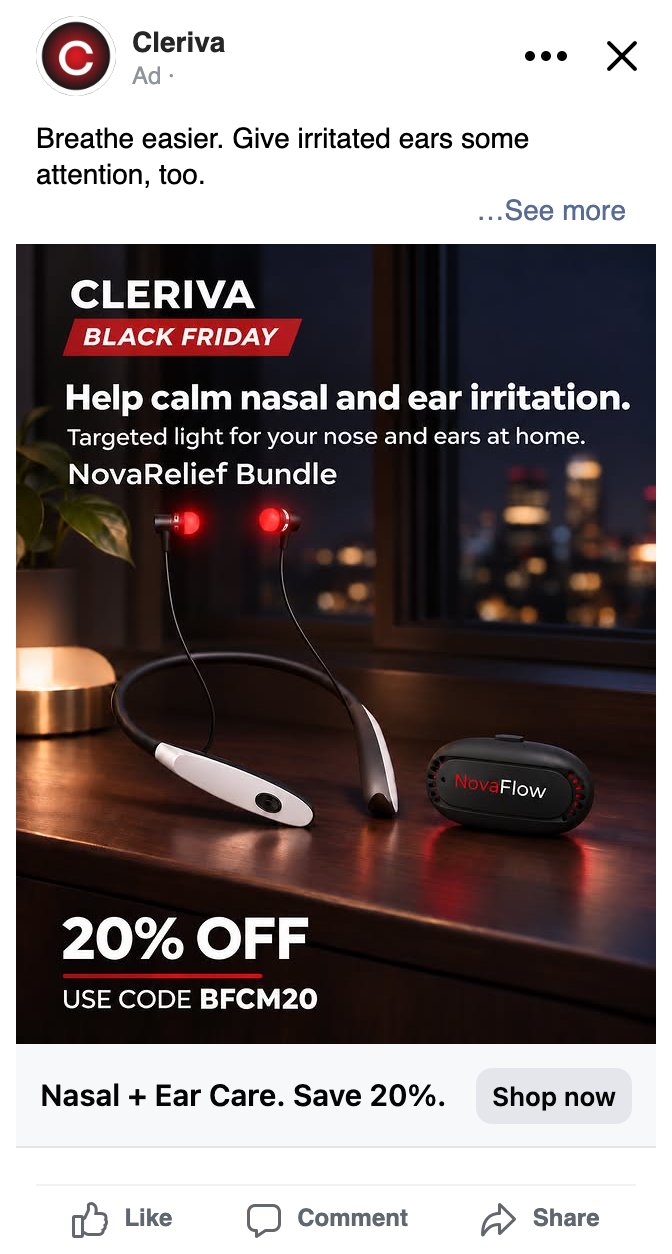 C
Cleriva
Ad ·
Breathe easier. Give irritated ears some
attention, too.
...See more
CLERIVA
BLACK FRIDAY
Help calm nasal and ear irritation.
Targeted light for your nose and ears at home.
NovaRelief Bundle
NovaFlow
20% OFF
USE CODE BFCM20
Nasal + Ear Care. Save 20%.
Shop now
Like
Comment
Share